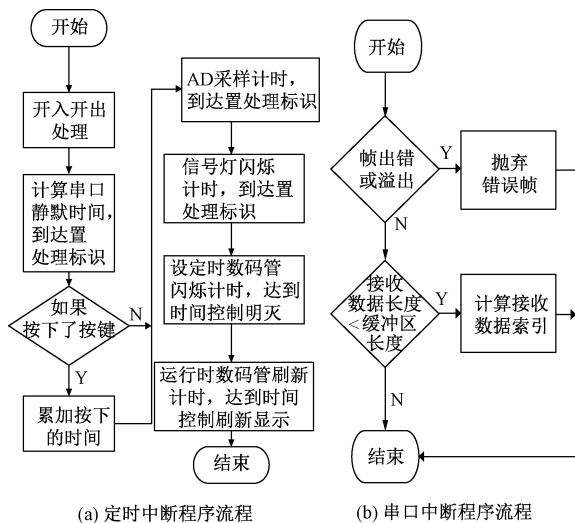 开始
开入开出
处理
计算串口
静默时间,
到达置
处理标识
如果
按下了按键
N
Y
累加按下
的时间
AD采样计时,
到达置处理标识
信号灯闪烁
计时,到达置
处理标识
设定时数码管
闪烁计时,达到
时间控制明灭
运行时数码管刷新
计时,达到时间
控制刷新显示
结束
(a) 定时中断程序流程
开始
帧出错
或溢出
Y
抛弃
错误帧
N
接收
数据长度
<缓冲区
长度
Y
计算接收
数据索引
N
结束
(b) 串口中断程序流程